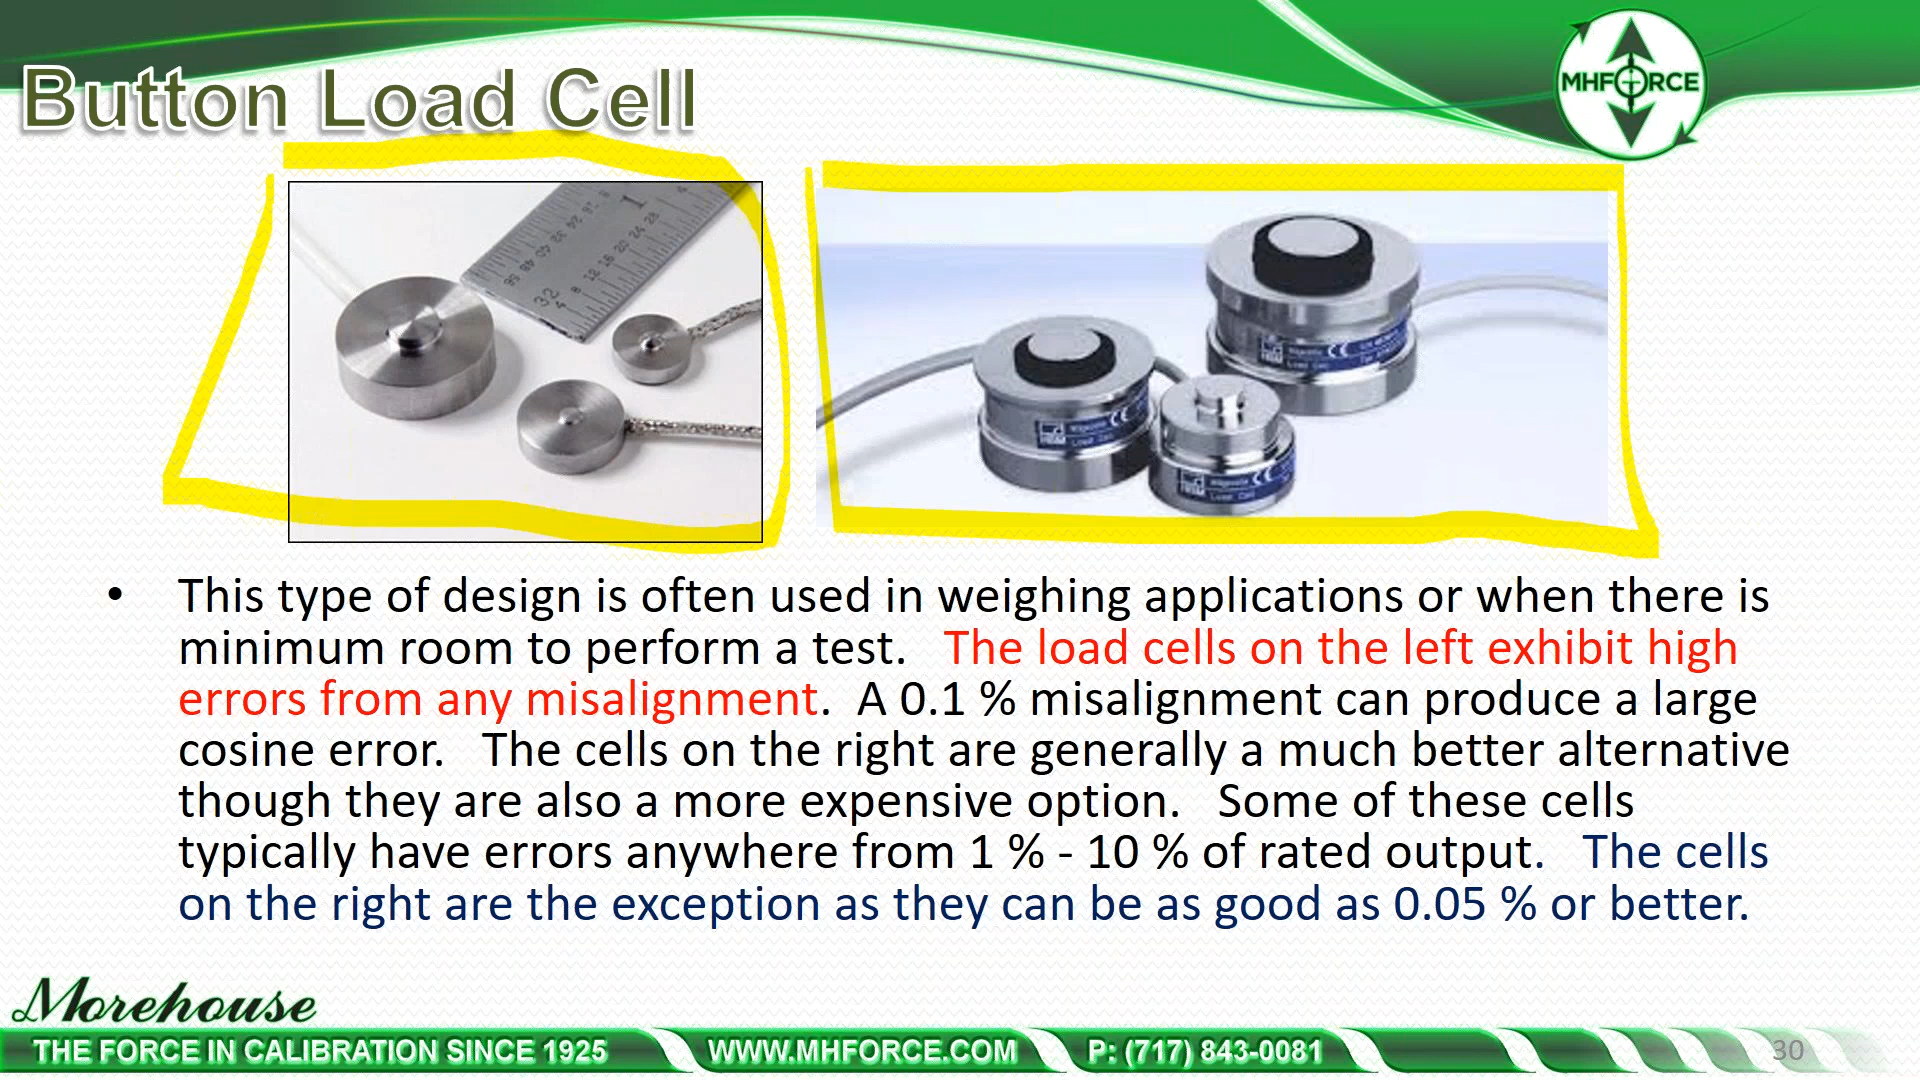 Button Load Cell
MHFORCE
• This type of design is often used in weighing applications or when there is
minimum room to perform a test. The load cells on the left exhibit high
errors from any misalignment. A 0.1 % misalignment can produce a large
cosine error. The cells on the right are generally a much better alternative
though they are also a more expensive option. Some of these cells
typically have errors anywhere from 1 % - 10 % of rated output. The cells
on the right are the exception as they can be as good as 0.05 % or better.
Morehouse
THE FORCE IN CALIBRATION SINCE 1925 WWW.MHFORCE.COM P: (717) 843-0081 30